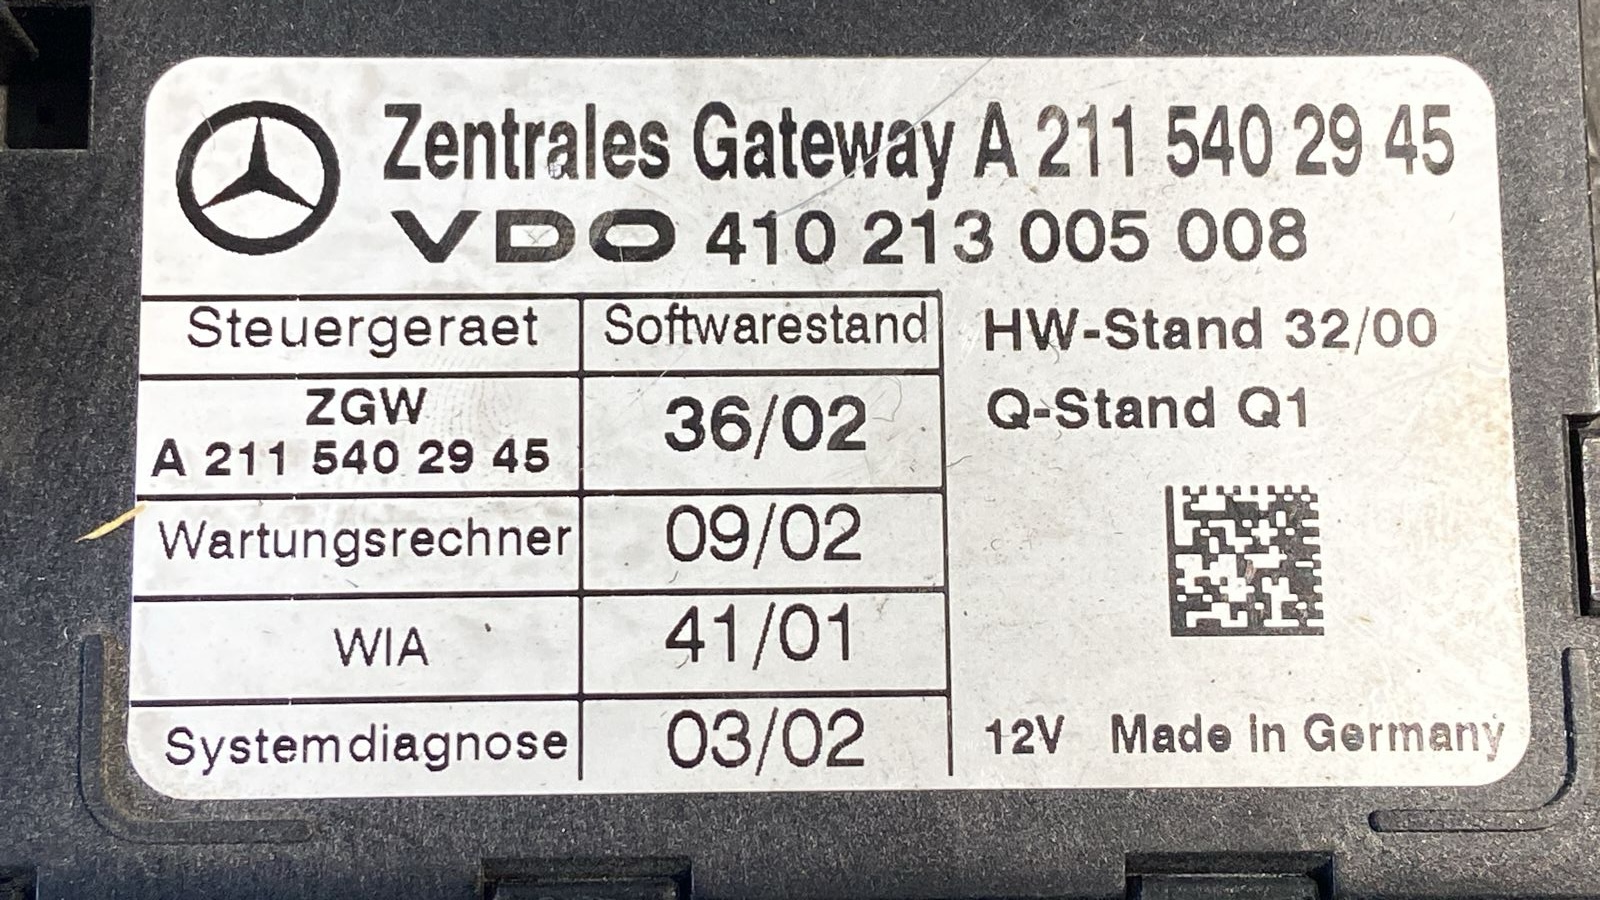 Zentrales Gateway A 211 540 29 45
VDO 410 213 005 008
Steuergeraet Softwarestand
HW-Stand 32/00
ZGW
A 211 540 29 45 36/02
Q-Stand Q1
Wartungsrechner 09/02
WIA 41/01
Systemdiagnose 03/02
12V Made in Germany